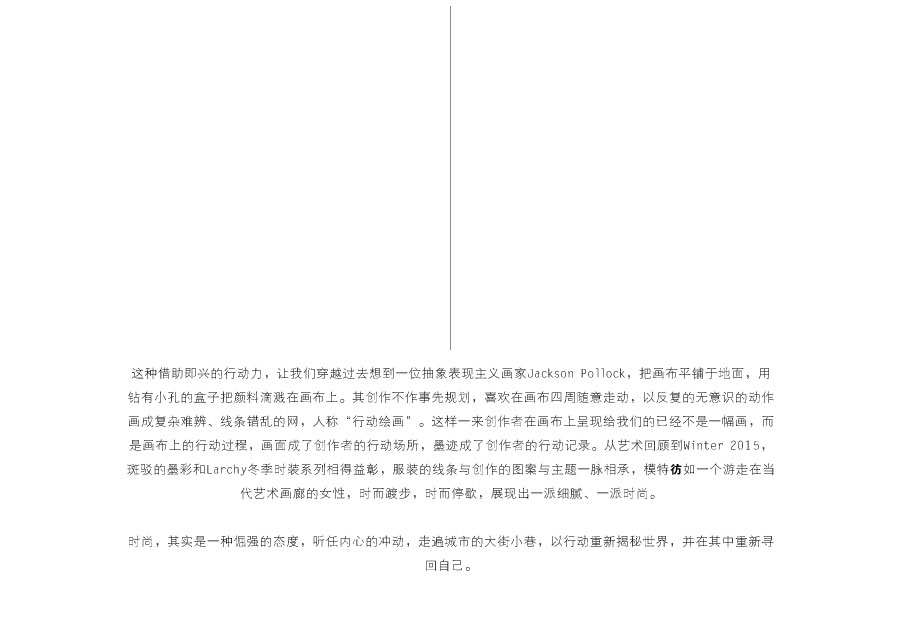 这种借助即兴的行动力，让我们穿越过去想到一位抽象表现主义画家Jackson Pollock，把画布平铺于地面，用
钻有小孔的盒子把颜料滴溅在画布上。其创作不作事先规划，喜欢在画布四周随意走动，以反复的无意识的动作
画成复杂难辨、线条错乱的网，人称“行动绘画”。这样一来创作者在画布上呈现给我们的已经不是一幅画，而
是画布上的行动过程，画面成了创作者的行动场所，墨迹成了创作者的行动记录。从艺术回顾到Winter 2015，
斑驳的墨彩和Larchy冬季时装系列相得益彰，服装的线条与创作的图案与主题一脉相承，模特彷如一个游走在当
代艺术画廊的女性，时而踱步，时而停歇，展现出一派细腻、一派时尚。
时尚，其实是一种倔强的态度，听任内心的冲动，走遍城市的大街小巷，以行动重新揭秘世界，并在其中重新寻
回自己。